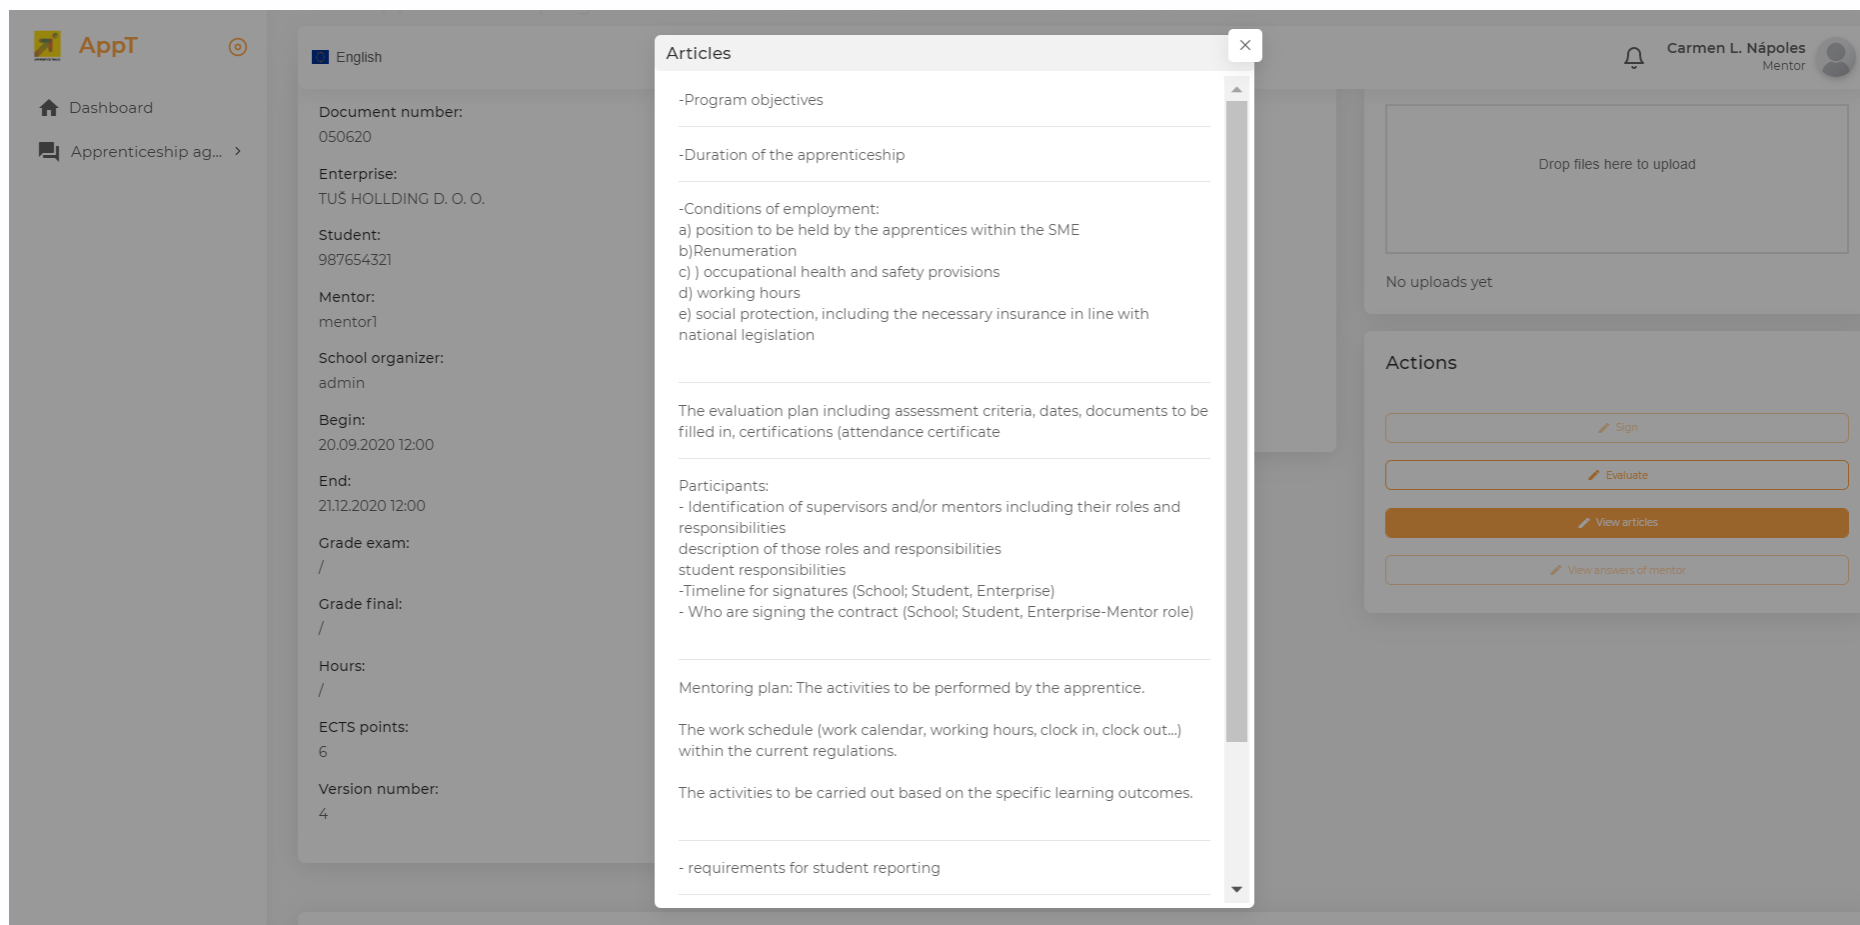 AppT
Dashboard
Apprenticeship ag...
English
Carmen L. Nápoles
Mentor
Document number:
050620
Enterprise:
TUŠ HOLLDING D. O. O.
Student:
987654321
Mentor:
mentor1
School organizer:
admin
Begin:
20.09.2020 12:00
End:
21.12.2020 12:00
Grade exam:
/
Grade final:
/
Hours:
/
ECTS points:
6
Version number:
4
Articles
-Program objectives
-Duration of the apprenticeship
-Conditions of employment:
a) position to be held by the apprentices within the SME
b)Renumeration
c) ) occupational health and safety provisions
d) working hours
e) social protection, including the necessary insurance in line with
national legislation
The evaluation plan including assessment criteria, dates, documents to be
filled in, certifications (attendance certificate
Participants:
- Identification of supervisors and/or mentors including their roles and
responsibilities
description of those roles and responsibilities
student responsibilities
-Timeline for signatures (School; Student, Enterprise)
- Who are signing the contract (School; Student, Enterprise-Mentor role)
Mentoring plan: The activities to be performed by the apprentice.
The work schedule (work calendar, working hours, clock in, clock out...)
within the current regulations.
The activities to be carried out based on the specific learning outcomes.
- requirements for student reporting
Drop files here to upload
No uploads yet
Actions
Sign
Evaluate
View articles
View answers of mentor